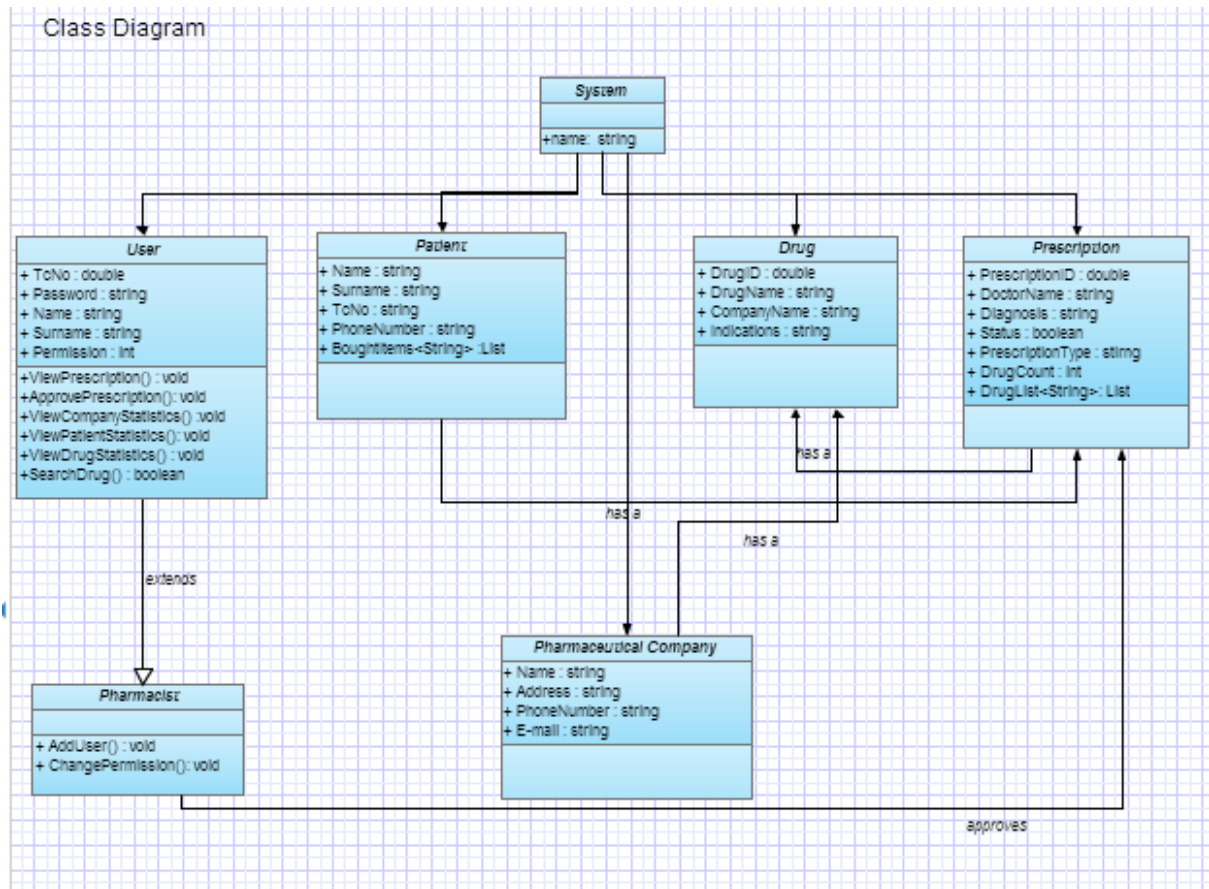 Class Diagram
System
+name: string
User
+ TcNo : double
+ Password : string
+ Name : string
+ Surname : string
+ Permission : int
+ViewPrescription() : void
+ApprovePrescription(): void
+ViewCompanyStatistics() :void
+ViewPatientStatistics(): void
+ViewDrugStatistics(): void
+SearchDrug() : boolean
Patient
+ Name : string
+ Surname : string
+ TcNo : string
+ PhoneNumber : string
+ BoughtItems<String> :List
Drug
+ DrugID : double
+ DrugName : string
+ CompanyName : string
+ Indications : string
Prescription
+ PrescriptionID : double
+ DoctorName : string
+ Diagnosis : string
+ Status : boolean
+ PrescriptionType : stirng
+ DrugCount : int
+ DrugList<String>: List
has a
has a
has a
extends
Pharmaceutical Company
+ Name : string
+ Address : string
+ PhoneNumber : string
+ E-mail : string
Pharmacist
+ AddUser() : void
+ ChangePermission(): void
approves